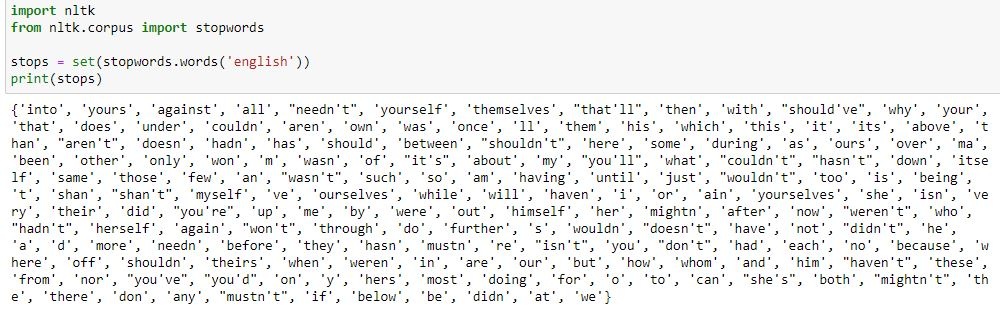 import nltk
from nltk.corpus import stopwords
stops = set(stopwords.words('english'))
print(stops)
{'into', 'yours', 'against', 'all', "needn't", 'yourself', 'themselves', "that'll", 'then', 'with', "should've", 'why', 'your',
'that', 'does', 'under', 'couldn', 'aren', 'own', 'was', 'once', 'll', 'them', 'his', 'which', 'this', 'it', 'its', 'above', 't
han', "aren't", 'doesn', 'hadn', 'has', 'should', 'between', "shouldn't", 'here', 'some', 'during', 'as', 'ours', 'over', 'ma',
'been', 'other', 'only', 'won', 'm', 'wasn', 'of', "it's", 'about', 'my', "you'll", 'what', "couldn't", "hasn't", 'down', 'itse
lf', 'same', 'those', 'few', 'an', "wasn't", 'such', 'so', 'am', 'having', 'until', 'just', "wouldn't", 'too', 'is', 'being',
't', 'shan', "shan't", 'myself', 've', 'ourselves', 'while', 'will', 'haven', 'i', 'or', 'ain', 'yourselves', 'she', 'isn', 've
ry', 'their', 'did', "you're", 'up', 'me', 'by', 'were', 'out', 'himself', 'her', 'mightn', 'after', 'now', "weren't", 'who',
"hadn't", 'herself', 'again', "won't", 'through', 'do', 'further', 's', 'wouldn', "doesn't", 'have', 'not', "didn't", 'he',
'a', 'd', 'more', 'needn', 'before', 'they', 'hasn', 'mustn', 're', "isn't", 'you', "don't", 'had', 'each', 'no', 'because', 'w
here', 'off', 'shouldn', 'theirs', 'when', 'weren', 'in', 'are', 'our', 'but', 'how', 'whom', 'and', 'him', "haven't", 'these',
'from', 'nor', "you've", "you'd", 'on', 'y', 'hers', 'most', 'doing', 'for', 'o', 'to', 'can', "she's", 'both', "mightn't", 'th
e', 'there', 'don', 'any', "mustn't", 'if', 'below', 'be', 'didn', 'at', 'we'}